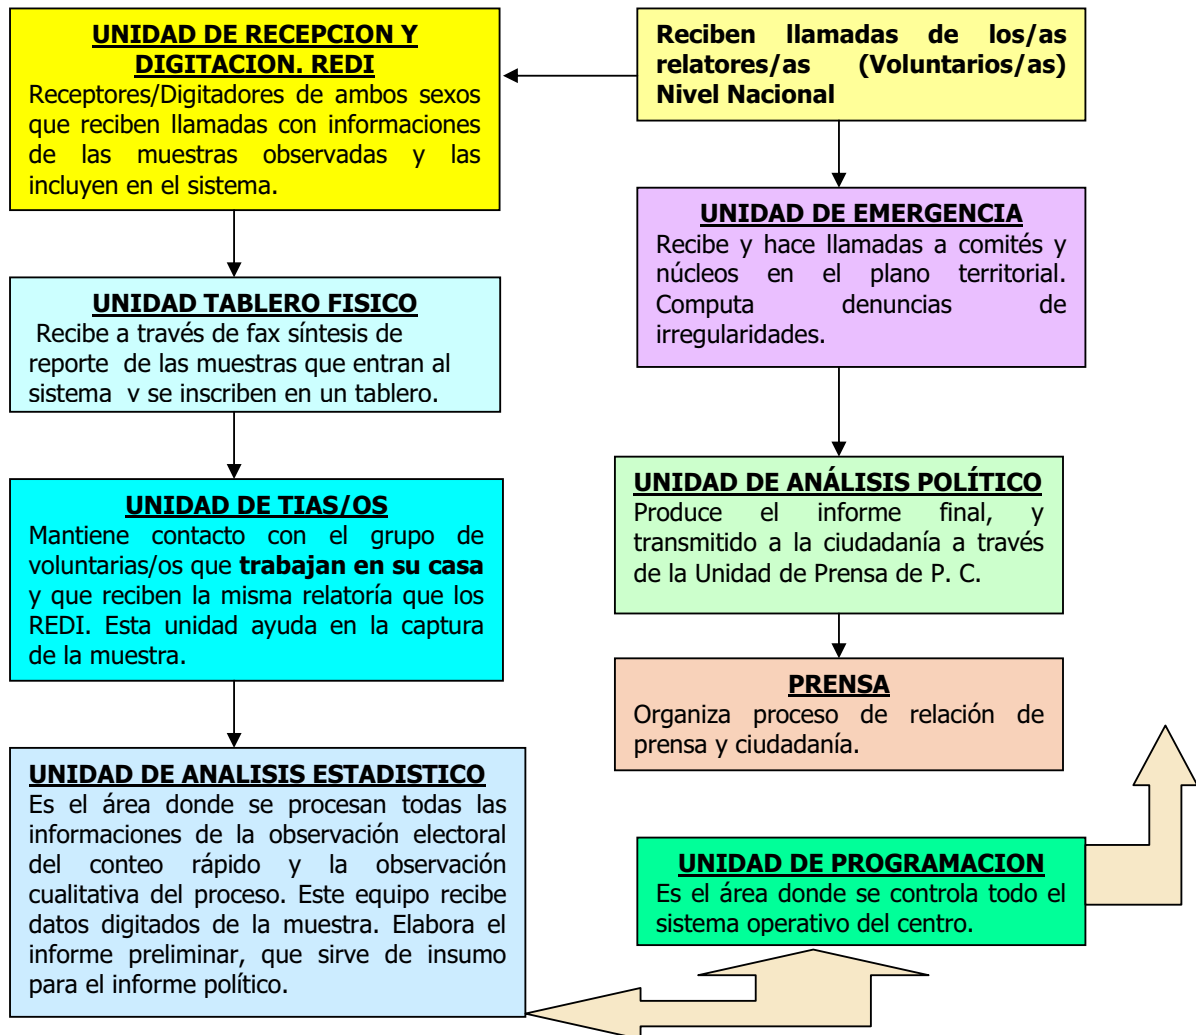 UNIDAD DE RECEPCION Y
DIGITACION. REDI
Receptores/Digitadores de ambos sexos
que reciben llamadas con informaciones
de las muestras observadas y las
incluyen en el sistema.
Reciben llamadas de los/as
relatores/as (Voluntarios/as)
Nivel Nacional
UNIDAD DE EMERGENCIA
Recibe y hace llamadas a comités y
núcleos en el plano territorial.
Computa denuncias de
irregularidades.
UNIDAD TABLERO FISICO
Recibe a través de fax síntesis de
reporte de las muestras que entran al
sistema v se inscriben en un tablero.
UNIDAD DE ANÁLISIS POLÍTICO
Produce el informe final, y
transmitido a la ciudadanía a través
de la Unidad de Prensa de P. C.
UNIDAD DE TIAS/OS
Mantiene contacto con el grupo de
voluntarias/os que trabajan en su casa
y que reciben la misma relatoría que los
REDI. Esta unidad ayuda en la captura
de la muestra.
PRENSA
Organiza proceso de relación de
prensa y ciudadanía.
UNIDAD DE ANALISIS ESTADISTICO
Es el área donde se procesan todas las
informaciones de la observación electoral
del conteo rápido y la observación
cualitativa del proceso. Este equipo recibe
datos digitados de la muestra. Elabora el
informe preliminar, que sirve de insumo
para el informe político.
UNIDAD DE PROGRAMACION
Es el área donde se controla todo el
sistema operativo del centro.